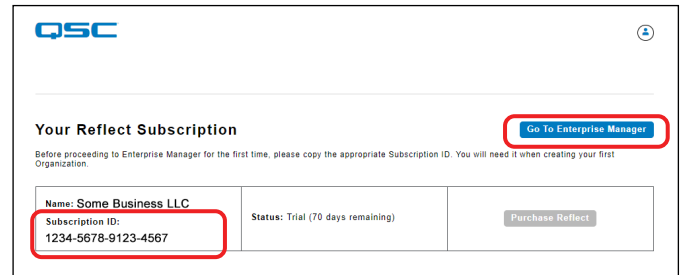 QSC
Your Reflect Subscription
Go To Enterprise Manager
Before proceeding to Enterprise Manager for the first time, please copy the appropriate Subscription ID. You will need it when creating your first
Organization.
Name: Some Business LLC
Subscription ID:
1234-5678-9123-4567
Status: Trial (70 days remaining)
Purchase Reflect